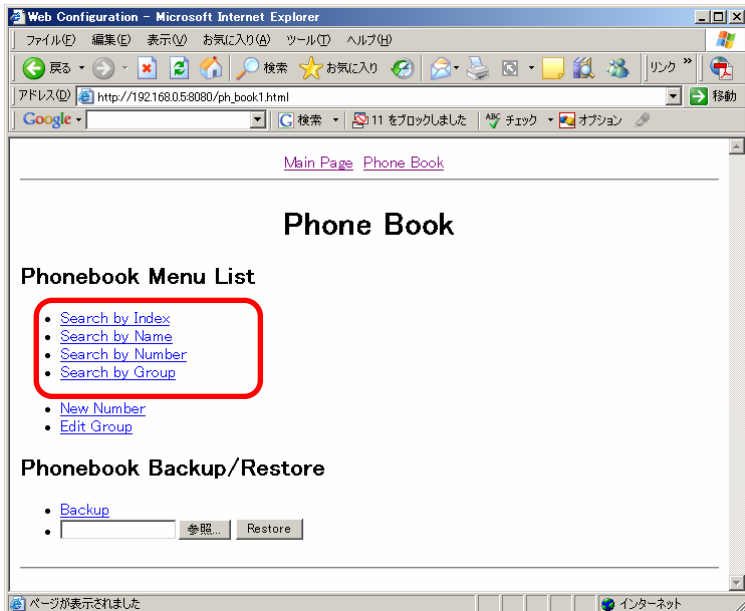 Web Configuration - Microsoft Internet Explorer
ファイル(F) 編集(E) 表示(V) お気に入り(A) ツール(T) ヘルプ(H)
戻る 検索 お気に入り リンク »
アドレス(D) http://192.168.0.5:8080/ph_book1.html 移動
Google 検索 11 をブロックしました ABC チェック オプション
Main Page Phone Book
Phone Book
Phonebook Menu List
• Search by Index
• Search by Name
• Search by Number
• Search by Group
• New Number
• Edit Group
Phonebook Backup/Restore
• Backup
• 参照... Restore
ページが表示されました インターネット